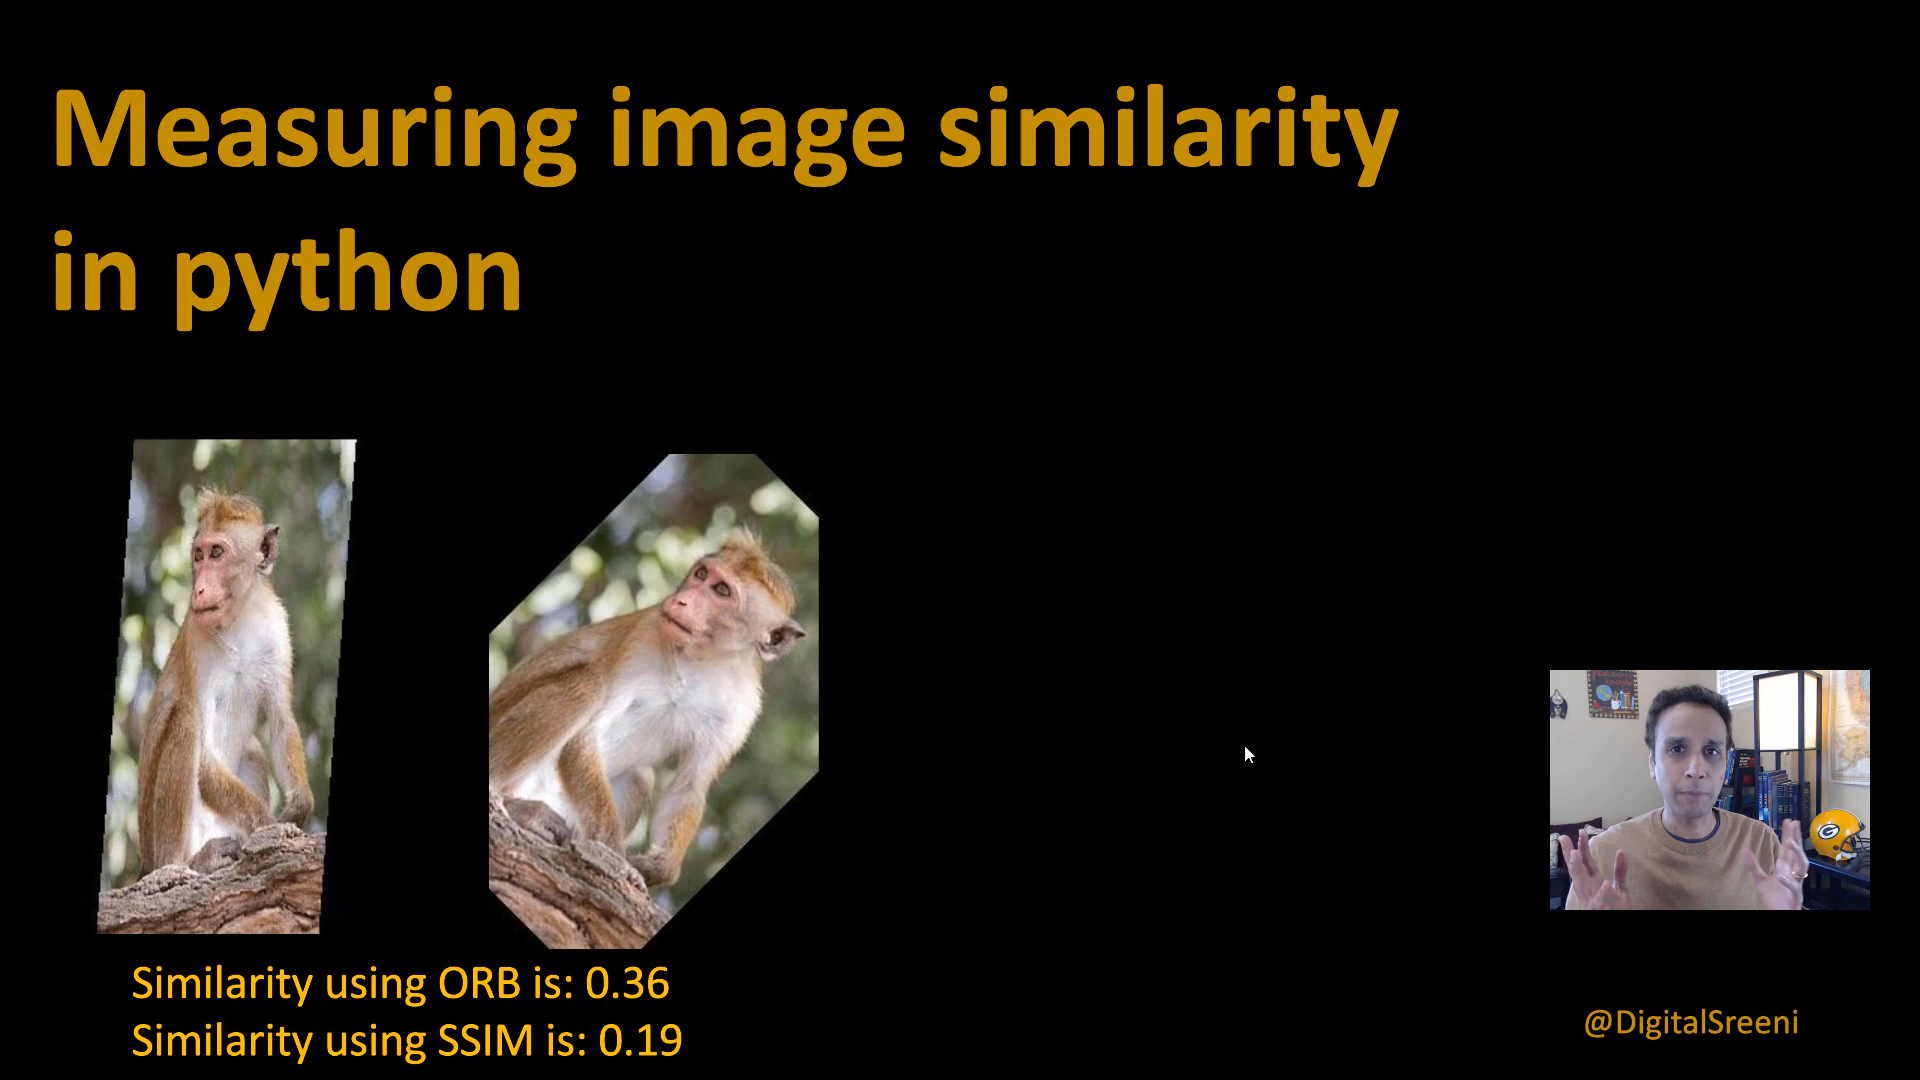 Measuring image similarity
in python
Similarity using ORB is: 0.36
Similarity using SSIM is: 0.19
@DigitalSreeni
G